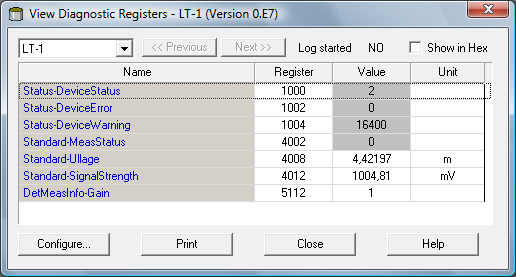 View Diagnostic Registers - LT-1 (Version 0.E7)
LT-1 << Previous Next >> Log started NO Show in Hex
Name Register Value Unit
Status-DeviceStatus 1000 2
Status-DeviceError 1002 0
Status-DeviceWarning 1004 16400
Standard-MeasStatus 4002 0
Standard-Ullage 4008 4,42197 m
Standard-SignalStrength 4012 1004,81 mV
DetMeasInfo-Gain 5112 1
Configure... Print Close Help